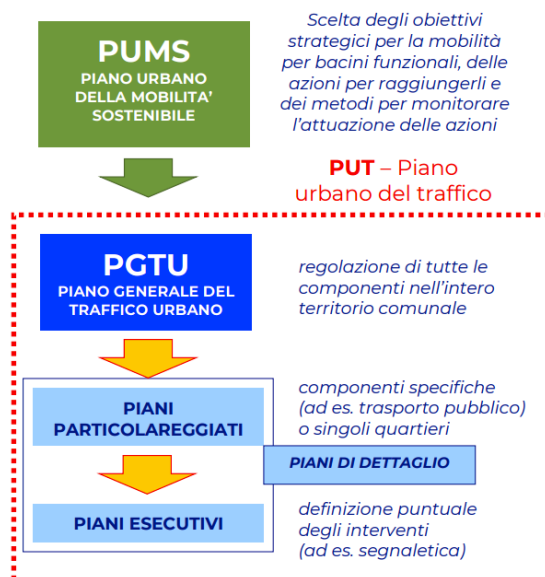 PUMS
PIANO URBANO
DELLA MOBILITA’
SOSTENIBILE
Scelta degli obiettivi
strategici per la mobilità
per bacini funzionali, delle
azioni per raggiungerli e
dei metodi per monitorare
l’attuazione delle azioni
PUT – Piano
urbano del traffico
PGTU
PIANO GENERALE DEL
TRAFFICO URBANO
regolazione di tutte le
componenti nell’intero
territorio comunale
PIANI
PARTICOLAREGGIATI
componenti specifiche
(ad es. trasporto pubblico)
o singoli quartieri
PIANI DI DETTAGLIO
PIANI ESECUTIVI
definizione puntuale
degli interventi
(ad es. segnaletica)